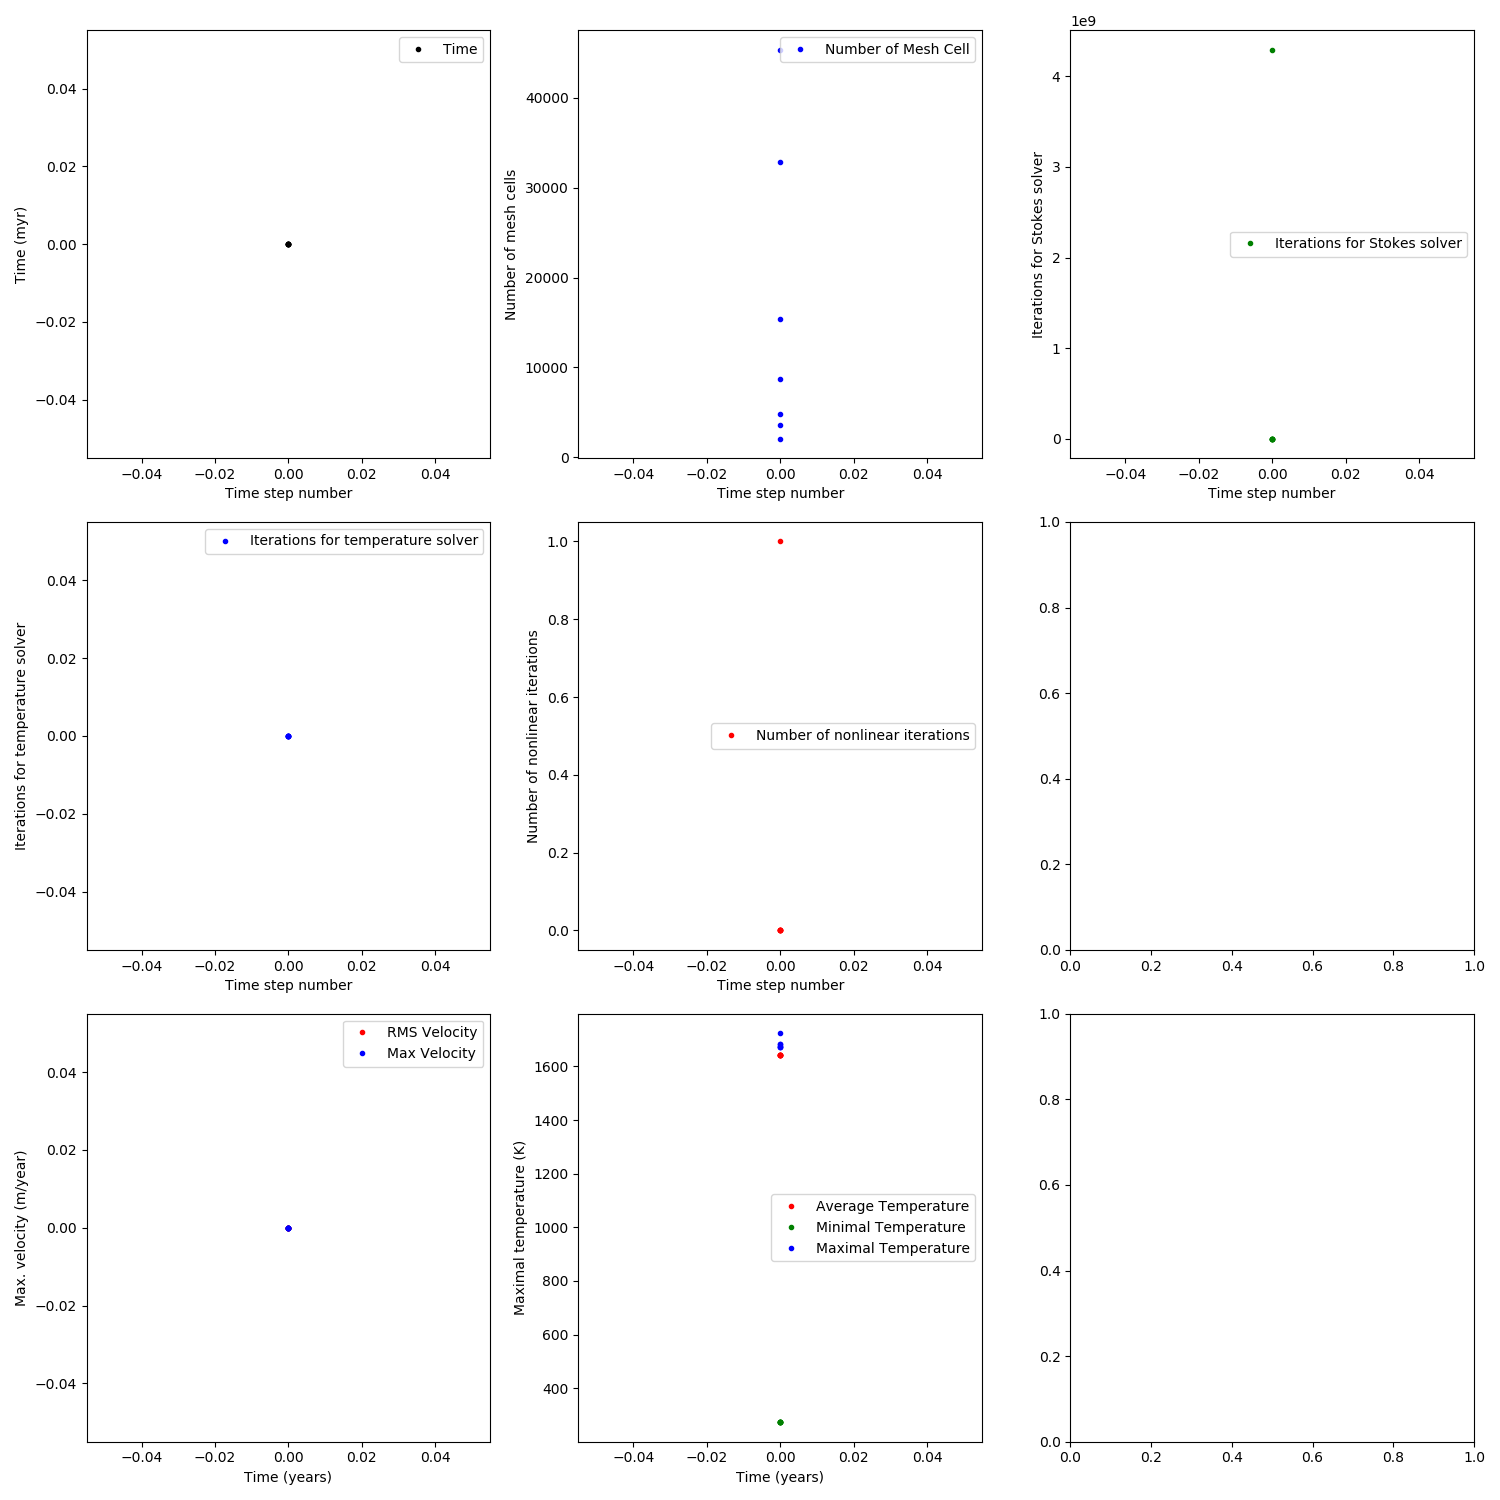 Time
0.04
0.02
0.00
−0.02
−0.04
Time (myr)
−0.04 −0.02 0.00 0.02 0.04
Time step number
Number of Mesh Cell
40000
30000
20000
10000
0
Number of mesh cells
−0.04 −0.02 0.00 0.02 0.04
Time step number
1e9
4
3
2
1
0
Iterations for Stokes solver
Iterations for Stokes solver
−0.04 −0.02 0.00 0.02 0.04
Time step number
Iterations for temperature solver
0.04
0.02
0.00
−0.02
−0.04
Iterations for temperature solver
−0.04 −0.02 0.00 0.02 0.04
Time step number
1.0
0.8
0.6
0.4
0.2
0.0
Number of nonlinear iterations
Number of nonlinear iterations
−0.04 −0.02 0.00 0.02 0.04
Time step number
1.0
0.8
0.6
0.4
0.2
0.0
0.0 0.2 0.4 0.6 0.8 1.0
RMS Velocity
Max Velocity
0.04
0.02
0.00
−0.02
−0.04
Max. velocity (m/year)
−0.04 −0.02 0.00 0.02 0.04
Time (years)
1600
1400
1200
1000
800
600
400
Maximal temperature (K)
Average Temperature
Minimal Temperature
Maximal Temperature
−0.04 −0.02 0.00 0.02 0.04
Time (years)
1.0
0.8
0.6
0.4
0.2
0.0
0.0 0.2 0.4 0.6 0.8 1.0